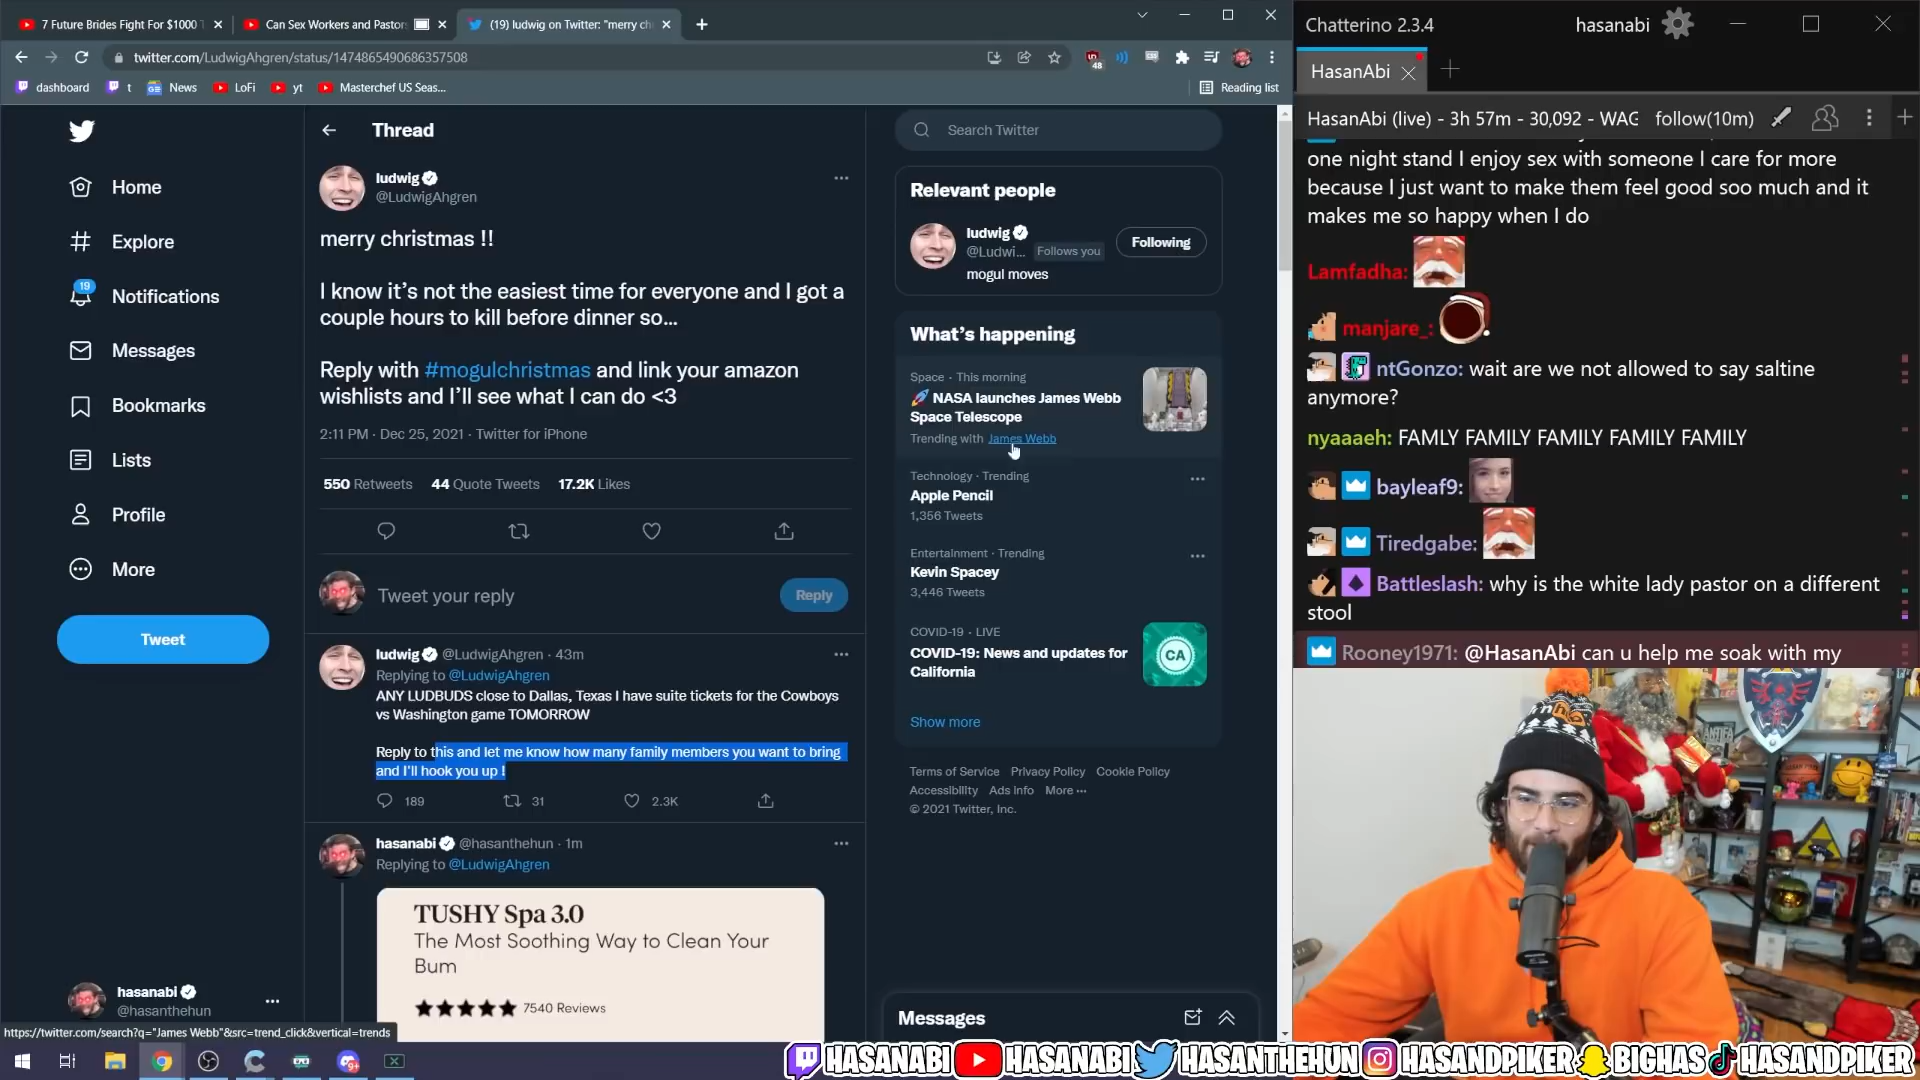 7 Future Brides Fight For $1000
Can Sex Workers and Pastor
(19) ludwig on Twitter: "merry ch
twitter.com/LudwigAhgren/status/1474865490686357508
48
dashboard
t
News
LoFi
yt
Masterchef US Seas...
Reading list
Home
Explore
19
Notifications
Messages
Bookmarks
Lists
Profile
More
Tweet
hasanabi
@hasanthehun
Thread
ludwig
@LudwigAhgren
merry christmas !!
I know it's not the easiest time for everyone and I got a
couple hours to kill before dinner so...
Reply with #mogulchristmas and link your amazon
wishlists and I'll see what I can do <3
2:11 PM · Dec 25, 2021 · Twitter for iPhone
550 Retweets 44 Quote Tweets 17.2K Likes
Tweet your reply
Reply
ludwig @LudwigAhgren · 43m
Replying to @LudwigAhgren
ANY LUDBUDS close to Dallas, Texas I have suite tickets for the Cowboys
vs Washington game TOMORROW
Reply to this and let me know how many family members you want to bring
and I'll hook you up !
189 31 2.3K
hasanabi @hasanthehun · 1m
Replying to @LudwigAhgren
TUSHY Spa 3.0
The Most Soothing Way to Clean Your
Bum
★★★★★ 7540 Reviews
Search Twitter
Relevant people
ludwig
@Ludwi... Follows you
Following
mogul moves
What's happening
Space · This morning
🚀 NASA launches James Webb
Space Telescope
Trending with James Webb
Technology · Trending
Apple Pencil
1,356 Tweets
Entertainment · Trending
Kevin Spacey
3,446 Tweets
COVID-19 · LIVE
COVID-19: News and updates for
California
CA
Show more
Terms of Service Privacy Policy Cookie Policy
Accessibility Ads info More ···
© 2021 Twitter, Inc.
Messages
https://twitter.com/search?q="James Webb"&src=trend_click&vertical=trends
Chatterino 2.3.4
hasanabi
HasanAbi
HasanAbi (live) - 3h 57m - 30,092 - WAG
follow(10m)
one night stand I enjoy sex with someone I care for more
because I just want to make them feel good soo much and it
makes me so happy when I do
Lamfadha:
manjare_:
ntGonzo: wait are we not allowed to say saltine
anymore?
nyaaaeh: FAMLY FAMILY FAMILY FAMILY FAMILY
bayleaf9:
Tiredgabe:
Battleslash: why is the white lady pastor on a different
stool
Rooney1971: @HasanAbi can u help me soak with my
HASANABI HASANABI HASANTHEHUN HASANDPIKER BIGHAS HASANDPIKER